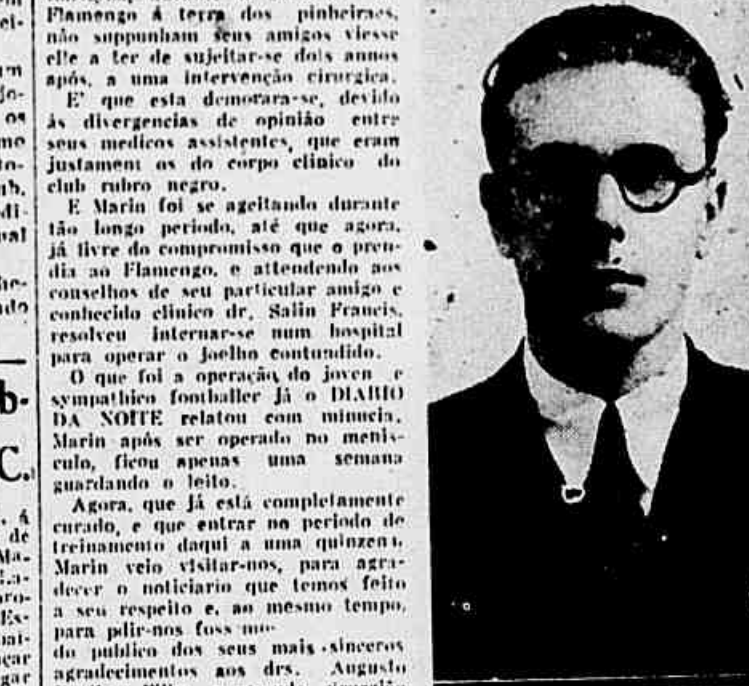 Flamengo á terra dos pinheiraes,
não suppunham seus amigos viesse
elle a ter de sujeitar-se dois annos
após, a uma intervenção cirurgica.
E' que esta demorara-se, devido
ás divergencias de opinião entre
seus medicos assistentes, que eram
justament os do corpo clinico do
club rubro negro.
E Marin foi se ageitando durante
tão longo periodo, até que agora,
já livre do compromisso que o pren-
dia ao Flamengo, e attendendo aos
conselhos de seu particular amigo e
conhecido clinico dr. Salin Francis,
resolveu internar-se num hospital
para operar o joelho contundido.
O que foi a operação do joven e
sympathico footballer já o DIARIO
DA NOITE relatou com minucia.
Marin após ser operado no menis-
culo, ficou apenas uma semana
guardando o leito.
Agora, que já está completamente
curado, e que entrar no periodo de
treinamento daqui a uma quinzena,
Marin veio visitar-nos, para agra-
decer o noticiario que temos feito
a seu respeito e, ao mesmo tempo,
para pdir-nos foss mo-
do publico dos seus mais sinceros
agradecimentos aos drs. Augusto